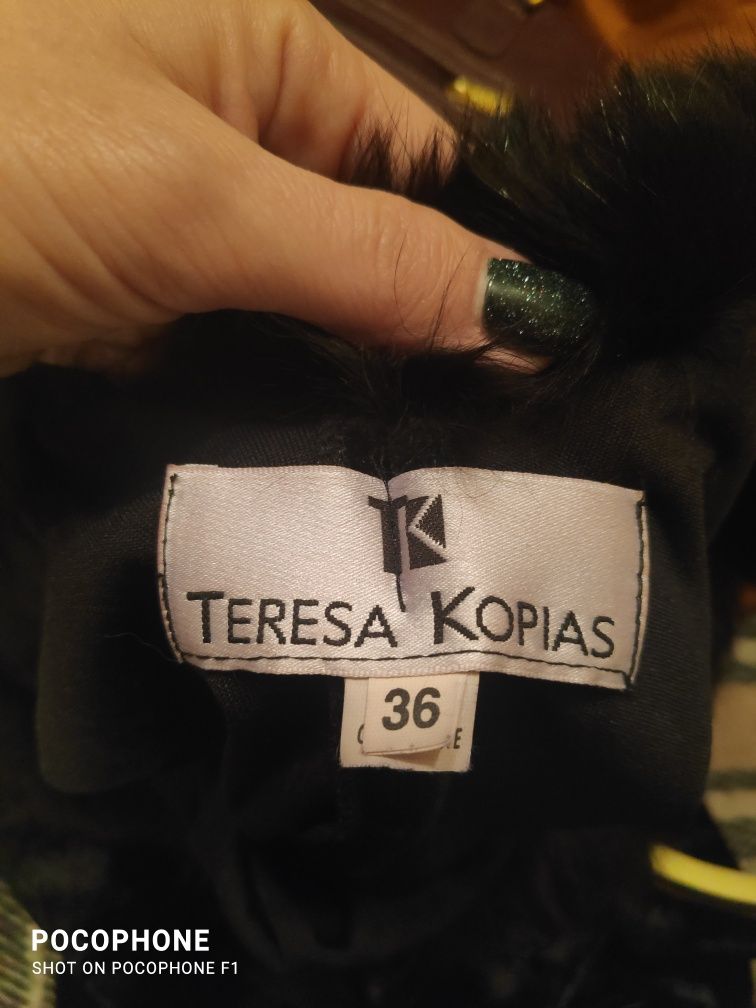 TK
TERESA KOPIAS
36
POCOPHONE
SHOT ON POCOPHONE F1